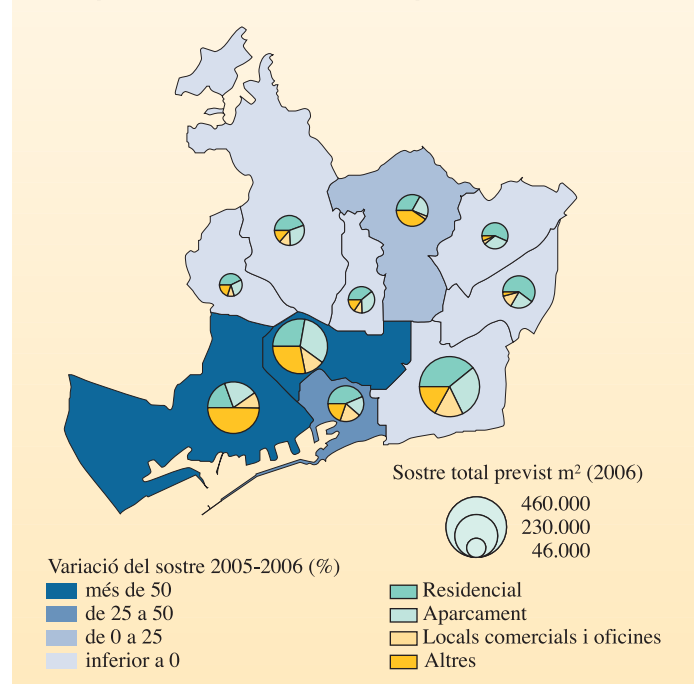 Sostre total previst m² (2006)
460.000
230.000
46.000
Variació del sostre 2005-2006 (%)
més de 50
de 25 a 50
de 0 a 25
inferior a 0
Residencial
Aparcament
Locals comercials i oficines
Altres